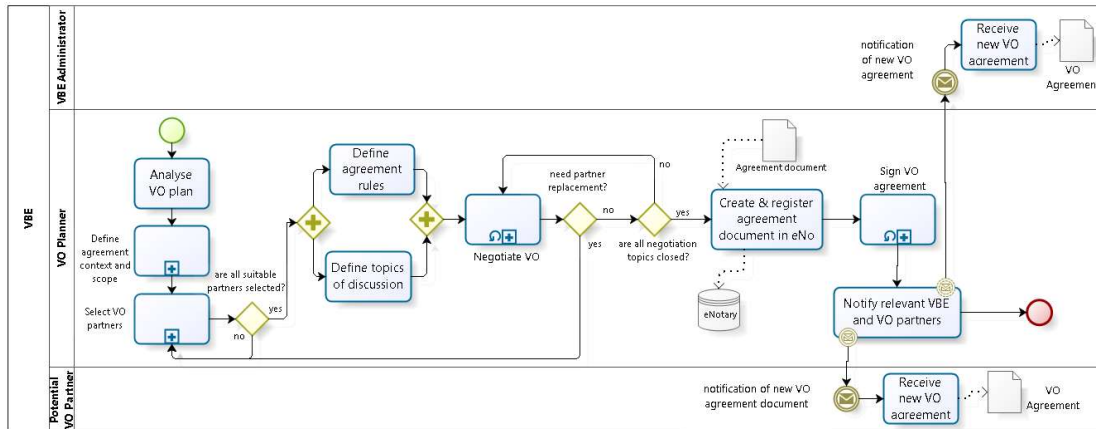 VBE
VBE Administrator
notification
of new VO
agreement
Receive
new VO
agreement
VO
Agreement
VO Planner
Analyse
VO plan
Define
agreement
context and
scope
Select VO
partners
are all suitable
partners selected?
yes
no
Define
agreement
rules
Define topics
of discussion
Negotiate VO
need partner
replacement?
no
yes
no
yes
are all negotiation
topics closed?
Agreement document
Create & register
agreement
document in eNo
eNotary
Sign VO
agreement
Notify relevant VBE
and VO partners
Potential
VO Partner
notification of new VO
agreement document
Receive
new VO
agreement
VO
Agreement